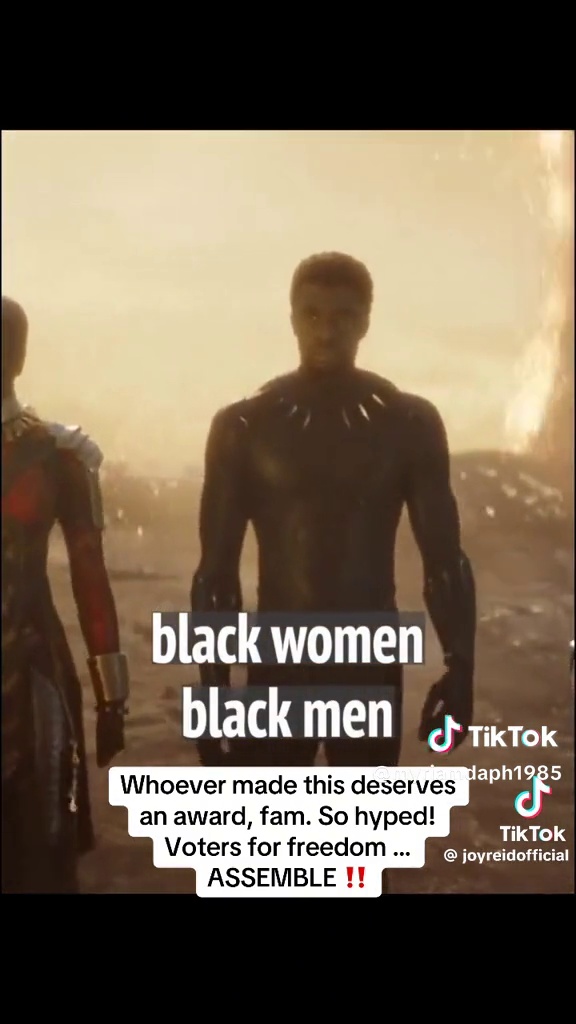 black women
black men
TikTok
Whoever made this deserves
an award, fam. So hyped!
Voters for freedom ...
ASSEMBLE ‼️
TikTok
@ joyreidofficial